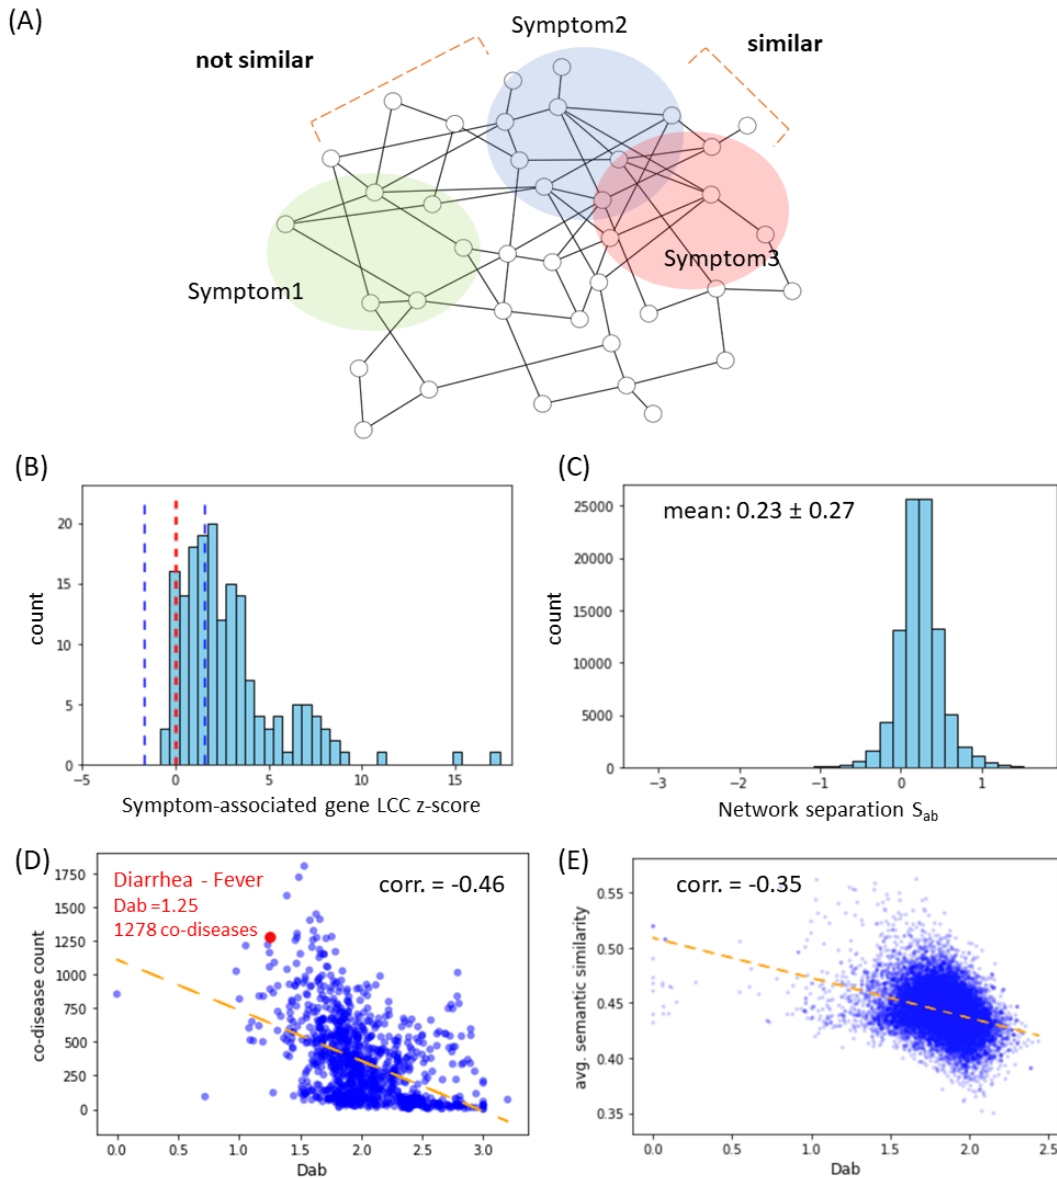 (A)
Symptom2
not similar
similar
Symptom3
Symptom1
(B)
20
15
10
5
0
count
−5
0
5
10
15
Symptom-associated gene LCC z-score
(C)
mean: 0.23 ± 0.27
25000
20000
15000
10000
5000
0
count
−3
−2
−1
0
1
Network separation Sab
(D)
Diarrhea - Fever
Dab =1.25
1278 co-diseases
corr. = -0.46
1750
1500
1250
1000
750
500
250
0
co-disease count
0.0
0.5
1.0
1.5
2.0
2.5
3.0
Dab
(E)
corr. = -0.35
0.55
0.50
0.45
0.40
0.35
avg. semantic similarity
0.0
0.5
1.0
1.5
2.0
2.5
Dab